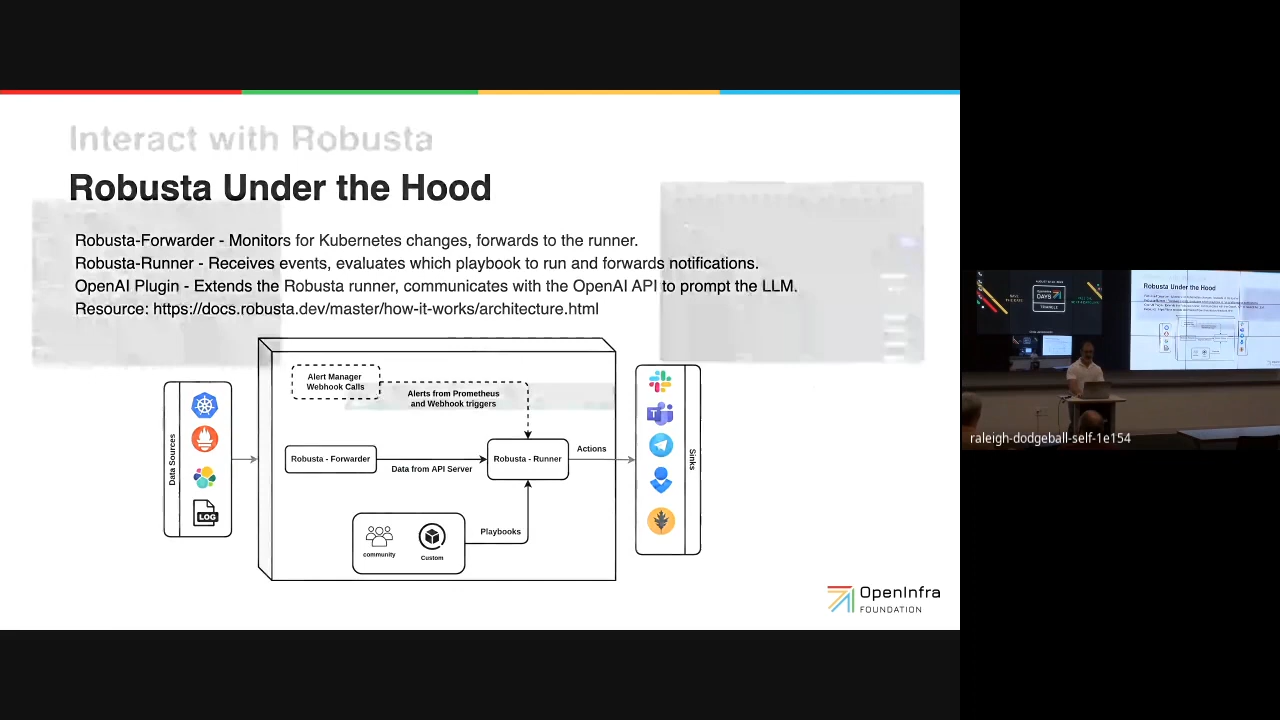 Interact with Robusta
Robusta Under the Hood
Robusta-Forwarder - Monitors for Kubernetes changes, forwards to the runner.
Robusta-Runner - Receives events, evaluates which playbook to run and forwards notifications.
OpenAI Plugin - Extends the Robusta runner, communicates with the OpenAI API to prompt the LLM.
Resource: https://docs.robusta.dev/master/how-it-works/architecture.html
Alert Manager
Webhook Calls
Alerts from Prometheus
and Webhook triggers
Data Sources
LOG
Robusta - Forwarder
Data from API Server
Robusta - Runner
Actions
Sinks
Playbooks
community
Custom
OpenInfra
FOUNDATION
Robusta Under the Hood
DAYS
raleigh-dodgeball-self-1e154